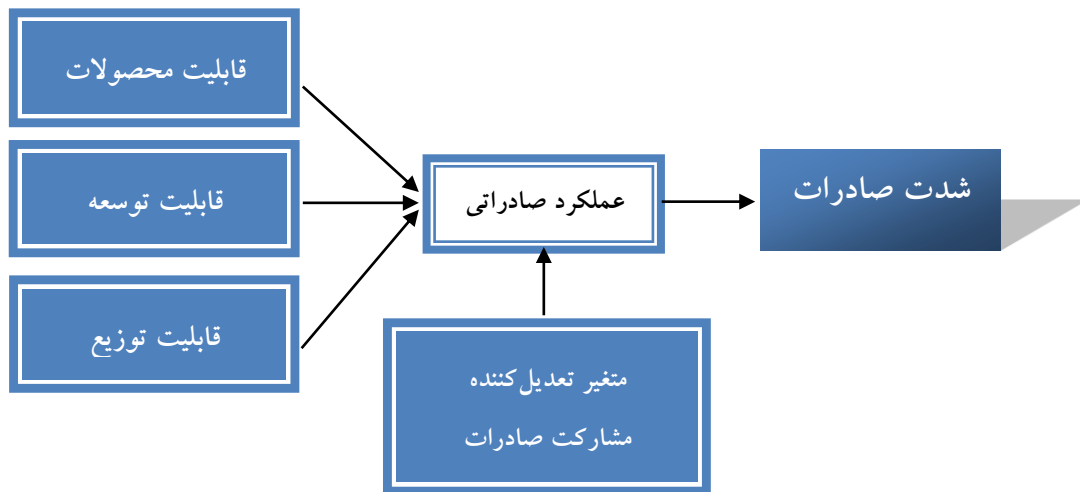 قابلیت محصولات
قابلیت توسعه
قابلیت توزیع
عملکرد صادراتی
شدت صادرات
متغیر تعدیل‌کننده
مشارکت صادرات